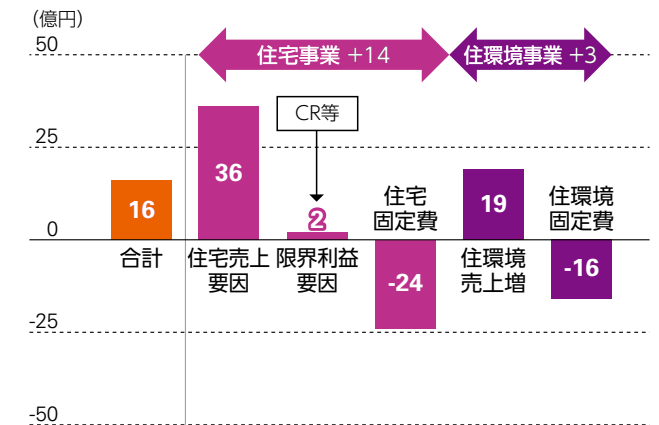 (億円)
50
住宅事業 +14
住環境事業 +3
CR等
25
36
住宅
固定費
住環境
固定費
16
2
19
0
合計
住宅売上
要因
限界利益
要因
-24
住環境
売上増
-16
-25
-50